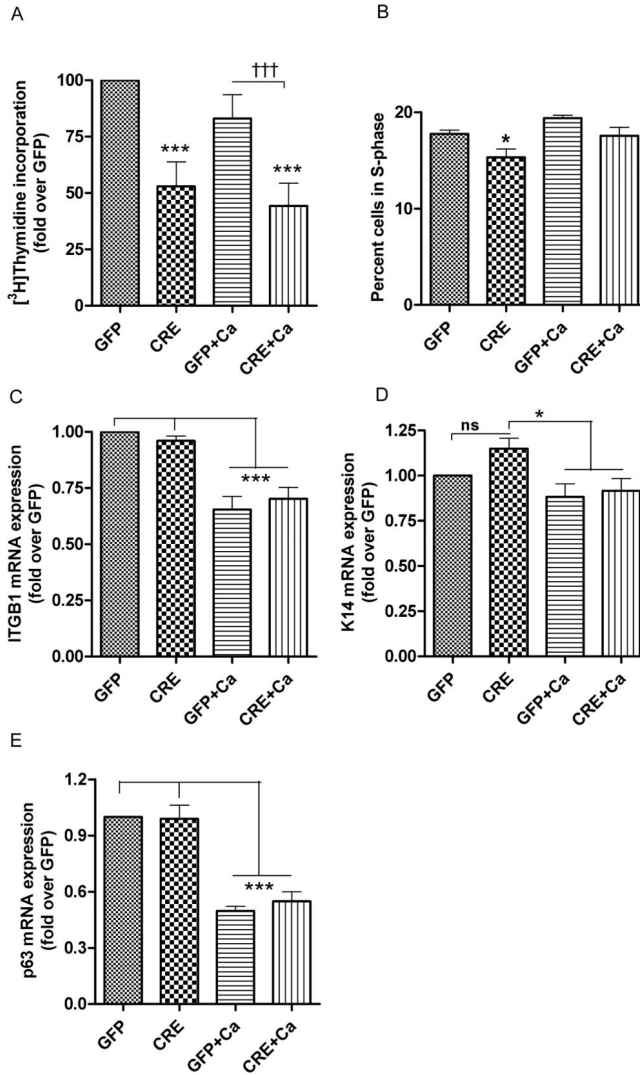 A
[³H]Thymidine incorporation
(fold over GFP)
100
75
50
25
0
***
†††
***
GFP
CRE
GFP+Ca
CRE+Ca
B
Percent cells in S-phase
20
10
0
*
GFP
CRE
GFP+Ca
CRE+Ca
C
ITGB1 mRNA expression
(fold over GFP)
1.00
0.75
0.50
0.25
0.00
***
GFP
CRE
GFP+Ca
CRE+Ca
D
K14 mRNA expression
(fold over GFP)
1.25
1.00
0.75
0.50
0.25
0.00
ns
*
GFP
CRE
GFP+Ca
CRE+Ca
E
p63 mRNA expression
(fold over GFP)
1.2
0.9
0.6
0.3
0.0
***
GFP
CRE
GFP+Ca
CRE+Ca